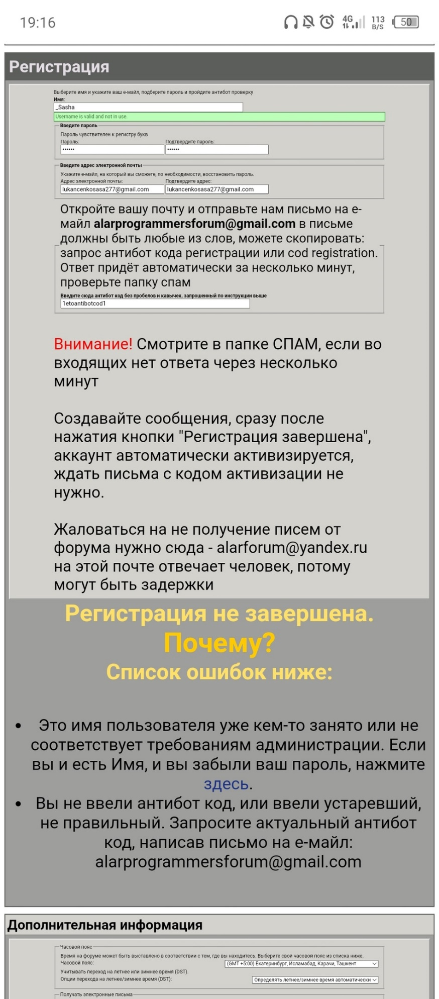 19:16
4G
113
B/S
50
Регистрация
Выберите имя и укажите ваш е-майл, подберите пароль и пройдите антибот проверку
Имя:
_Sasha
Username is valid and not in use.
Введите пароль
Пароль чувствителен к регистру букв
Пароль: Подтвердите пароль:
•••••• ••••••
Введите адрес электронной почты
Укажите е-майл, на который вы сможете, по необходимости, восстановить пароль.
Адрес электронной почты: Подтвердите адрес:
lukancenkosasa277@gmail.com lukancenkosasa277@gmail.com
Откройте вашу почту и отправьте нам письмо на е-
майл alarprogrammersforum@gmail.com в письме
должны быть любые из слов, можете скопировать:
запрос антибот кода регистрации или cod registration.
Ответ придёт автоматически за несколько минут,
проверьте папку спам
Введите сюда антибот код без пробелов и кавычек, запрошенный по инструкции выше
1etoantibotcod1
Внимание! Смотрите в папке СПАМ, если во
входящих нет ответа через несколько
минут
Создавайте сообщения, сразу после
нажатия кнопки "Регистрация завершена",
аккаунт автоматически активизируется,
ждать письма с кодом активизации не
нужно.
Жаловаться на не получение писем от
форума нужно сюда - alarforum@yandex.ru
на этой почте отвечает человек, потому
могут быть задержки
Регистрация не завершена.
Почему?
Список ошибок ниже:
• Это имя пользователя уже кем-то занято или не
соответствует требованиям администрации. Если
вы и есть Имя, и вы забыли ваш пароль, нажмите
здесь.
• Вы не ввели антибот код, или ввели устаревший,
не правильный. Запросите актуальный антибот
код, написав письмо на е-майл:
alarprogrammersforum@gmail.com
Дополнительная информация
Часовой пояс
Время на форуме может быть выставлено в соответствии с тем, где вы находитесь. Выберите свой часовой пояс из списка ниже.
Часовой пояс: (GMT +5:00) Екатеринбург, Исламабад, Карачи, Ташкент
Учитывать переход на летнее или зимнее время (DST).
Опции перехода на летнее/зимнее время (DST): Определять летнее/зимнее время автоматически
Получать электронные письма